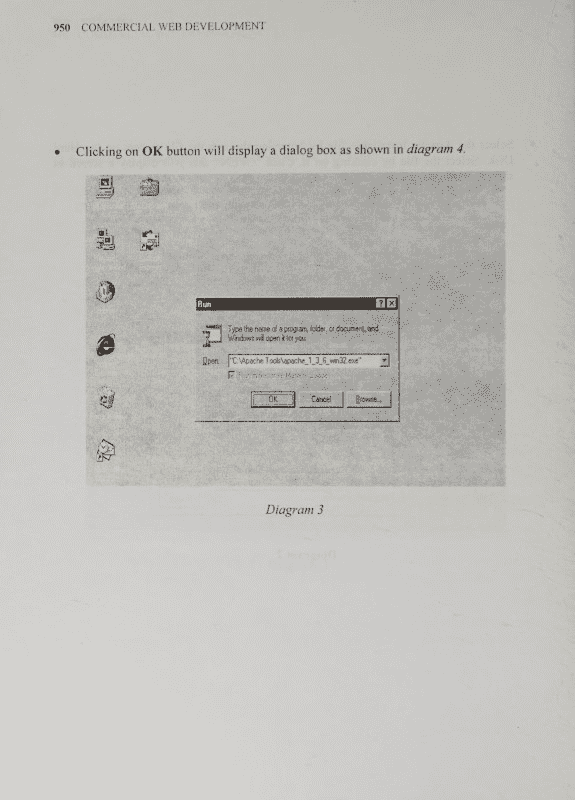 950 COMMERCIAL WEB DEVELOPMENT
• Clicking on OK button will display a dialog box as shown in diagram 4.
Run
Type the name of a program, folder, or document, and
Windows will open it for you.
Open: "C:\Apache Tools\apache_1_3_6_win32.exe"
OK Cancel Browse...
Diagram 3